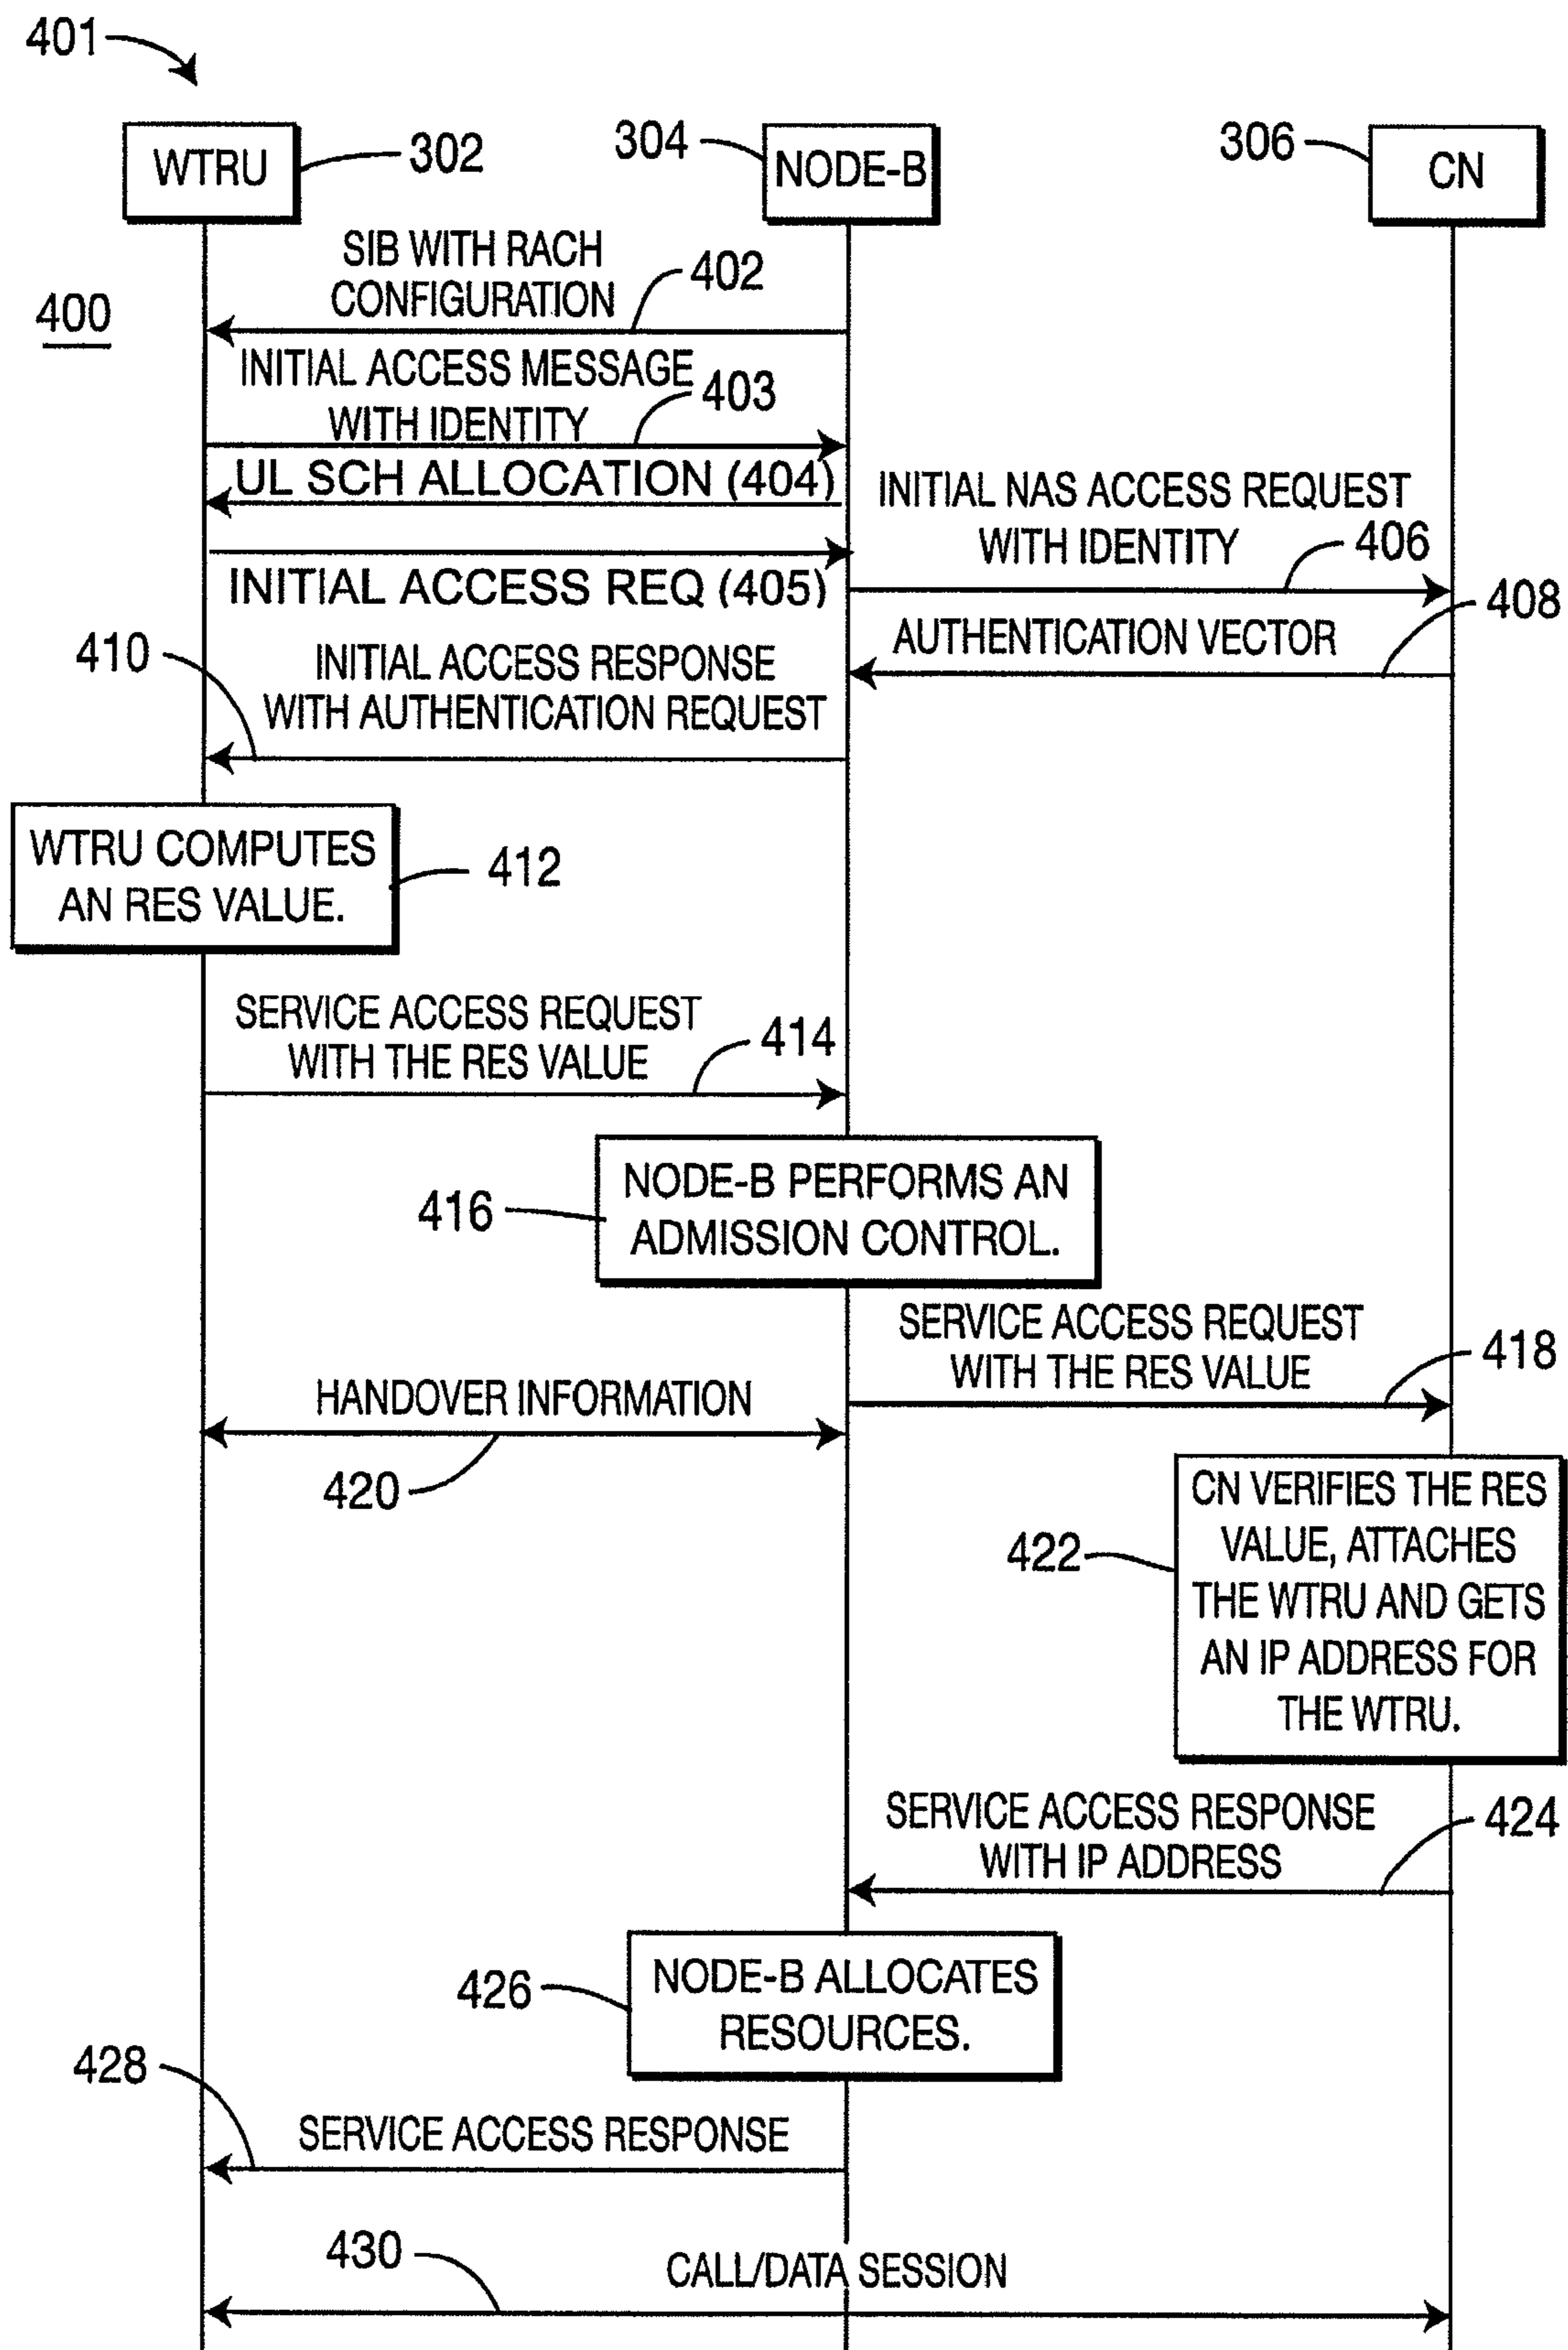 401
WTRU
302
304
NODE-B
306
CN
SIB WITH RACH
CONFIGURATION
402
400
INITIAL ACCESS MESSAGE
WITH IDENTITY
403
UL SCH ALLOCATION (404)
INITIAL NAS ACCESS REQUEST
WITH IDENTITY
406
INITIAL ACCESS REQ (405)
408
AUTHENTICATION VECTOR
410
INITIAL ACCESS RESPONSE
WITH AUTHENTICATION REQUEST
WTRU COMPUTES
AN RES VALUE.
412
SERVICE ACCESS REQUEST
WITH THE RES VALUE
414
416
NODE-B PERFORMS AN
ADMISSION CONTROL.
SERVICE ACCESS REQUEST
WITH THE RES VALUE
418
HANDOVER INFORMATION
420
CN VERIFIES THE RES
VALUE, ATTACHES
THE WTRU AND GETS
AN IP ADDRESS FOR
THE WTRU.
422
SERVICE ACCESS RESPONSE
WITH IP ADDRESS
424
426
NODE-B ALLOCATES
RESOURCES.
428
SERVICE ACCESS RESPONSE
430
CALL/DATA SESSION